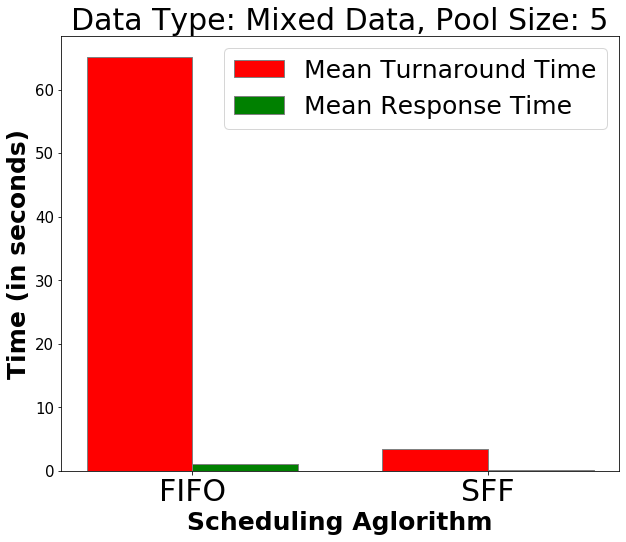 Data Type: Mixed Data, Pool Size: 5
Mean Turnaround Time
Mean Response Time
Time (in seconds)
60
50
40
30
20
10
0
FIFO SFF
Scheduling Aglorithm